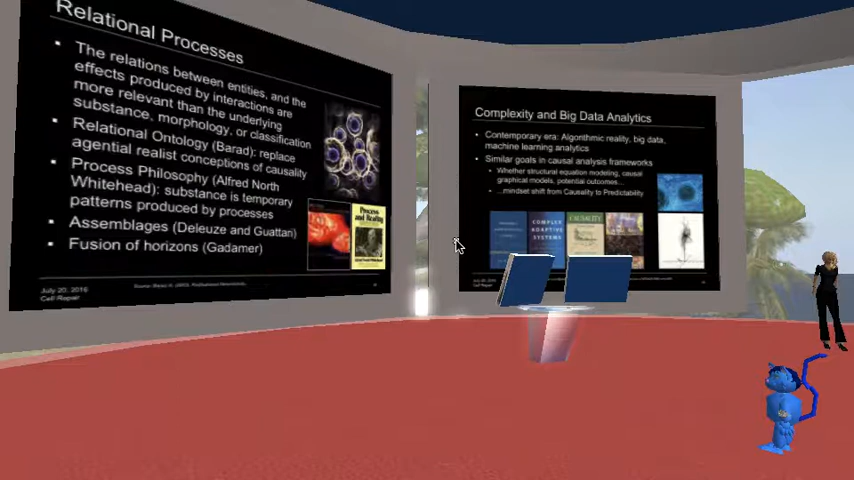 Relational Processes
The relations between entities, and the
effects produced by interactions are
more relevant than the underlying
substance, morphology, or classification
Relational Ontology (Barad): replace
agential realist conceptions of causality
Process Philosophy (Alfred North
Whitehead): substance is temporary
patterns produced by processes
Assemblages (Deleuze and Guattari)
Fusion of horizons (Gadamer)
Process
and Reality
July 20, 2016
Cell Repair
Complexity and Big Data Analytics
Contemporary era: Algorithmic reality, big data,
machine learning analytics
Similar goals in causal analysis frameworks
Whether structural equation modeling, causal
graphical models, potential outcomes...
...mindset shift from Causality to Predictability
COMPLEX
ADAPTIVE
SYSTEMS
CAUSALITY